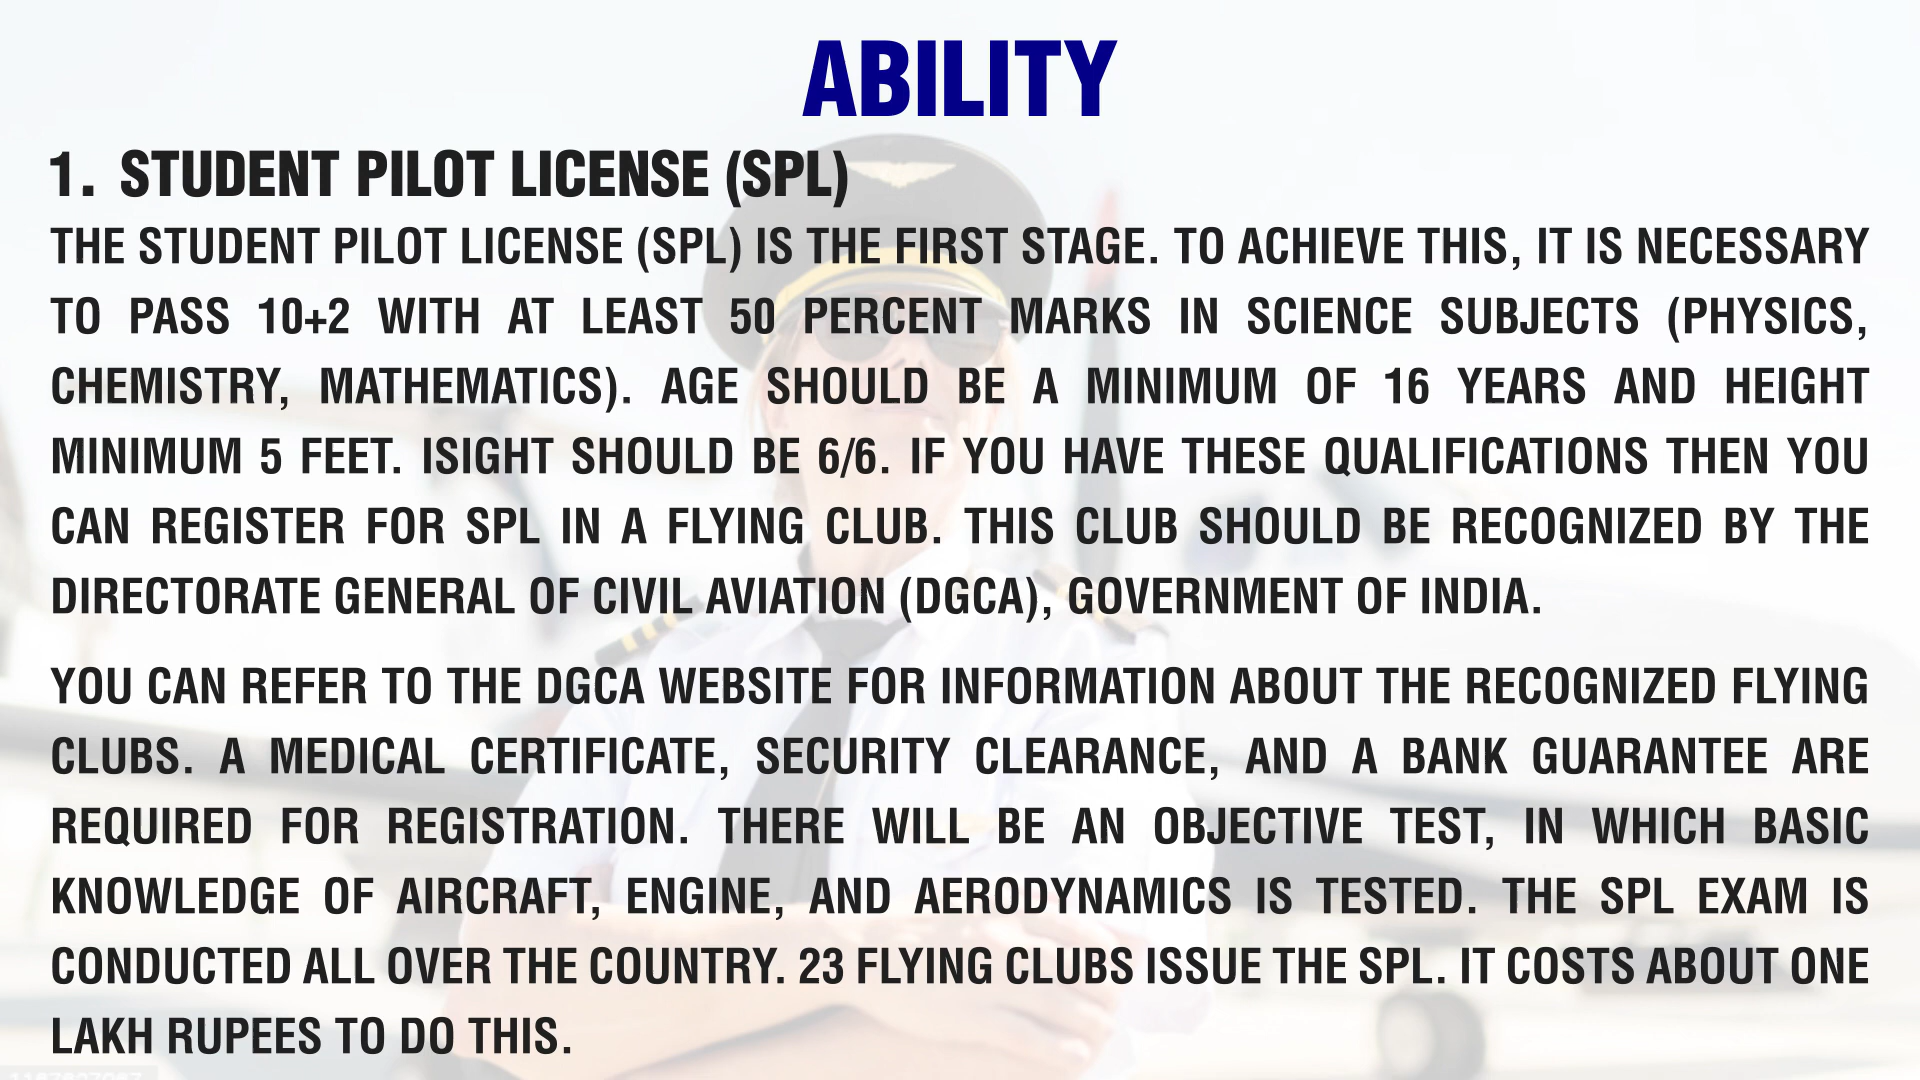 ABILITY
1. STUDENT PILOT LICENSE (SPL)
THE STUDENT PILOT LICENSE (SPL) IS THE FIRST STAGE. TO ACHIEVE THIS, IT IS NECESSARY
TO PASS 10+2 WITH AT LEAST 50 PERCENT MARKS IN SCIENCE SUBJECTS (PHYSICS,
CHEMISTRY, MATHEMATICS). AGE SHOULD BE A MINIMUM OF 16 YEARS AND HEIGHT
MINIMUM 5 FEET. ISIGHT SHOULD BE 6/6. IF YOU HAVE THESE QUALIFICATIONS THEN YOU
CAN REGISTER FOR SPL IN A FLYING CLUB. THIS CLUB SHOULD BE RECOGNIZED BY THE
DIRECTORATE GENERAL OF CIVIL AVIATION (DGCA), GOVERNMENT OF INDIA.
YOU CAN REFER TO THE DGCA WEBSITE FOR INFORMATION ABOUT THE RECOGNIZED FLYING
CLUBS. A MEDICAL CERTIFICATE, SECURITY CLEARANCE, AND A BANK GUARANTEE ARE
REQUIRED FOR REGISTRATION. THERE WILL BE AN OBJECTIVE TEST, IN WHICH BASIC
KNOWLEDGE OF AIRCRAFT, ENGINE, AND AERODYNAMICS IS TESTED. THE SPL EXAM IS
CONDUCTED ALL OVER THE COUNTRY. 23 FLYING CLUBS ISSUE THE SPL. IT COSTS ABOUT ONE
LAKH RUPEES TO DO THIS.